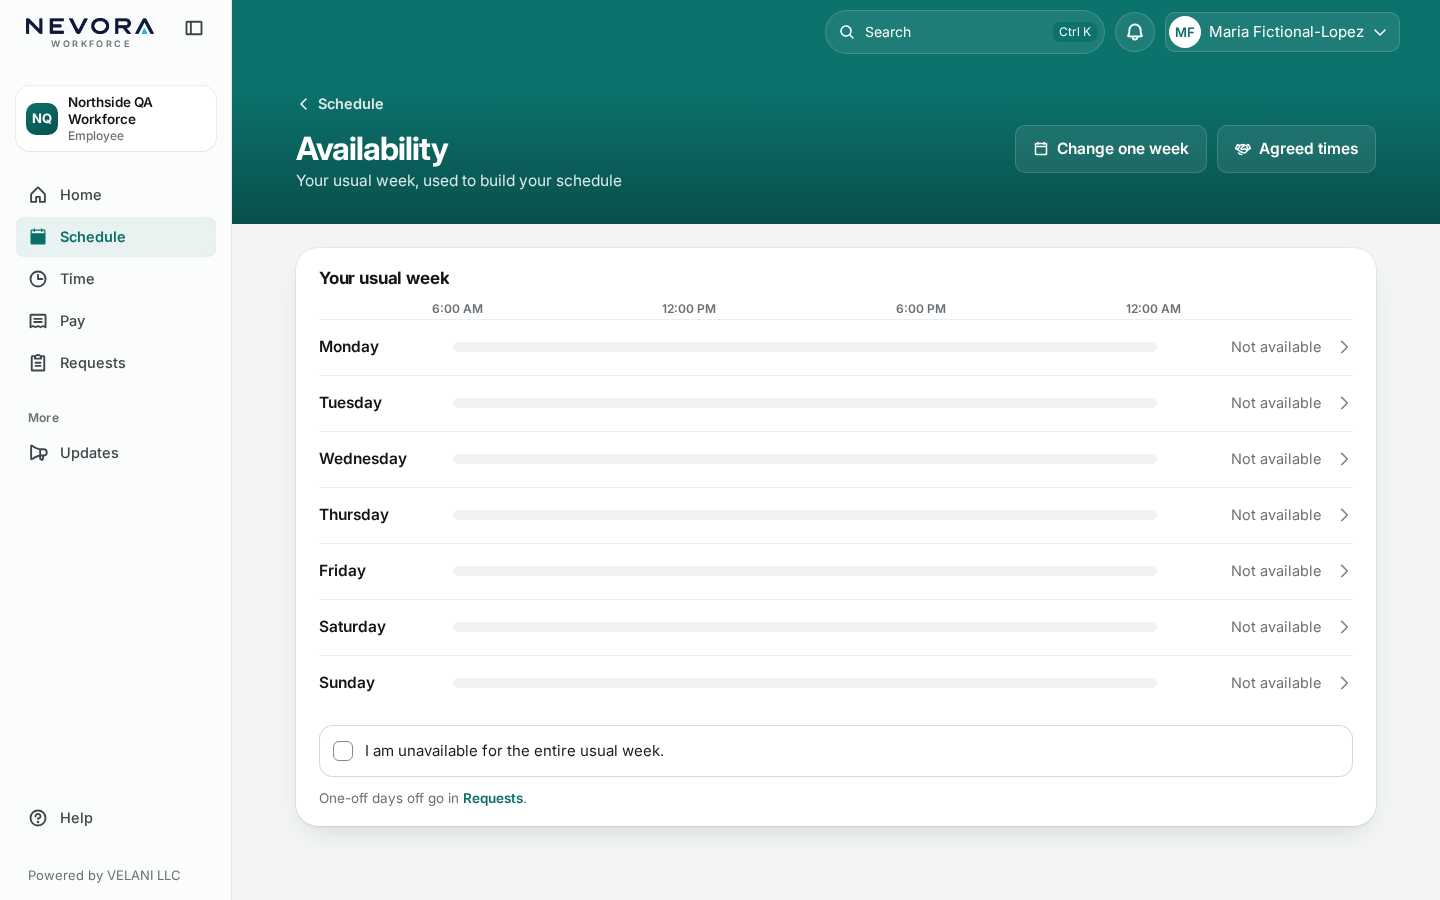 NEVORA
WORKFORCE
Search
Ctrl K
MF
Maria Fictional-Lopez
NQ
Northside QA
Workforce
Employee
Home
Schedule
Time
Pay
Requests
More
Updates
Help
Powered by VELANI LLC
Schedule
Availability
Your usual week, used to build your schedule
Change one week
Agreed times
Your usual week
6:00 AM 12:00 PM 6:00 PM 12:00 AM
Monday Not available
Tuesday Not available
Wednesday Not available
Thursday Not available
Friday Not available
Saturday Not available
Sunday Not available
I am unavailable for the entire usual week.
One-off days off go in Requests.